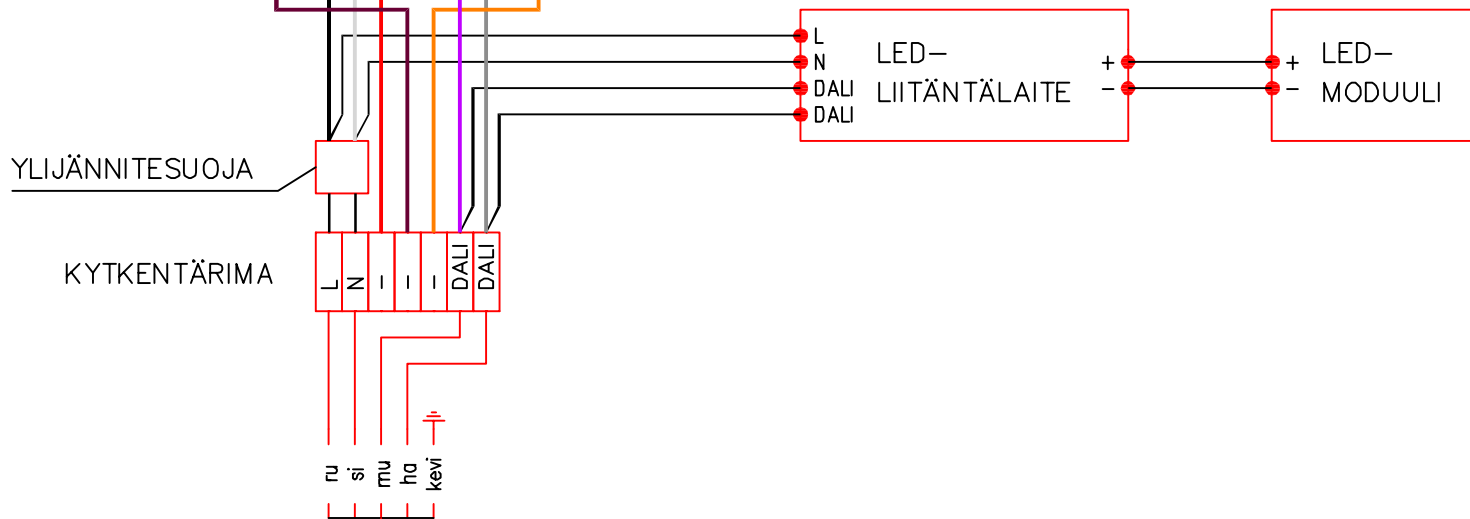 L
N
DALI
DALI
LED-
LIITÄNTÄLAITE
+
-
+
-
LED-
MODUULI
YLIJÄNNITESUOJA
KYTKENTÄRIMA
L
N
-
-
-
DALI
DALI
ru
si
mu
ha
kevi